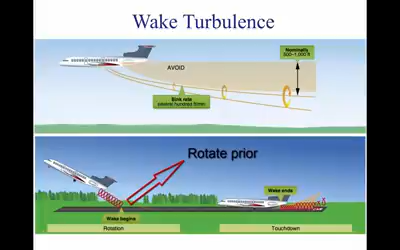 Wake Turbulence
Nominally
500–1,000 ft
AVOID
Sink rate
several hundred ft/min
Rotate prior
Wake ends
Wake begins
Rotation
Touchdown